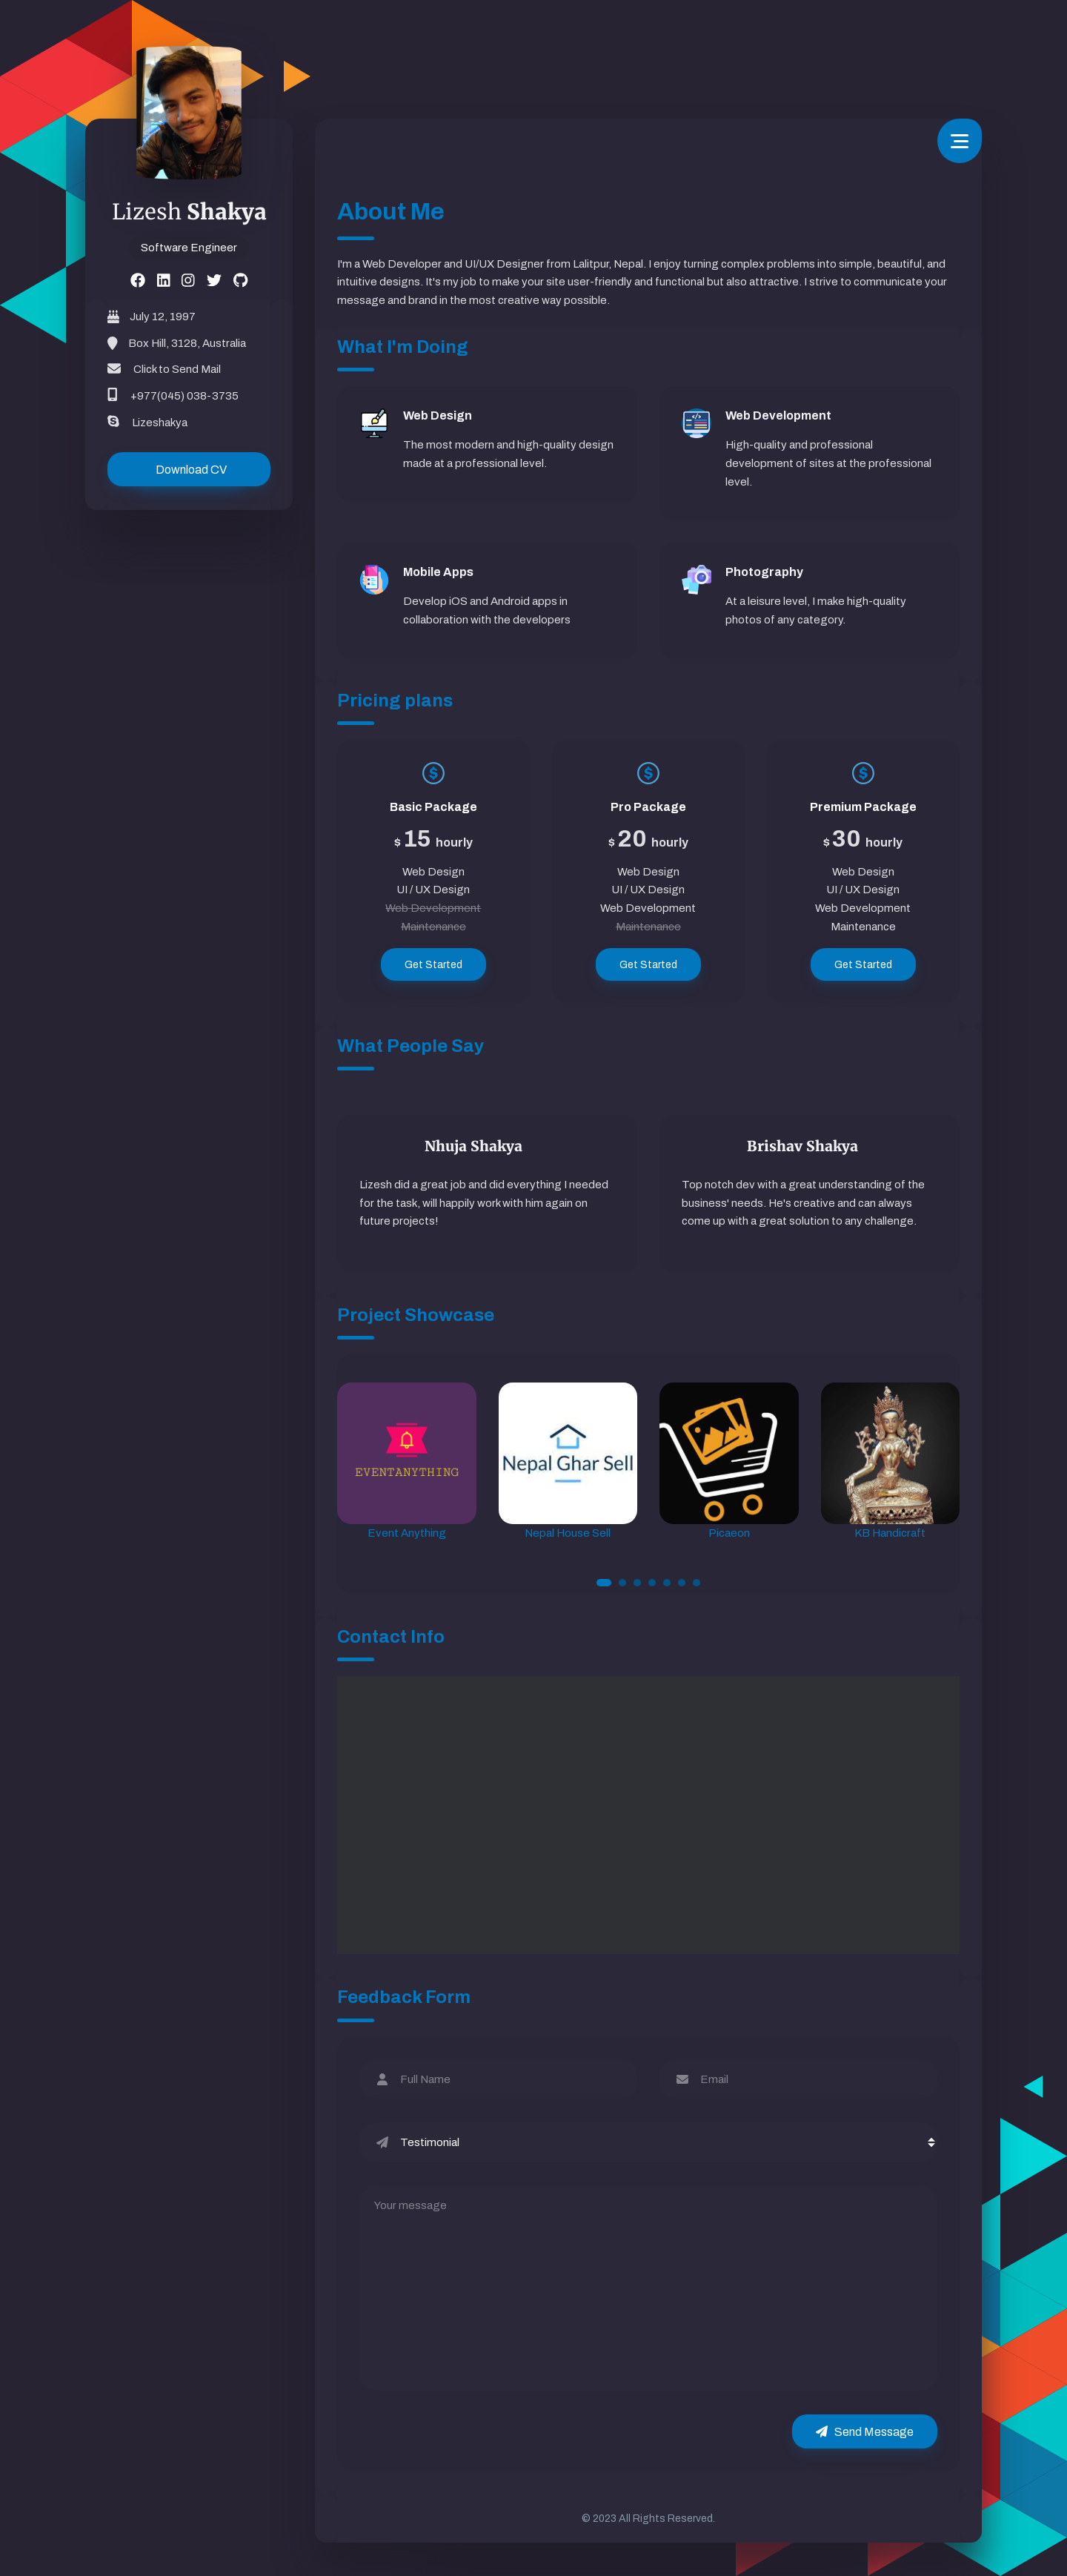 Lizesh Shakya
Software Engineer
July 12, 1997
Box Hill, 3128, Australia
Click to Send Mail
+977(045) 038-3735
Lizeshakya
Download CV
About Me
I'm a Web Developer and UI/UX Designer from Lalitpur, Nepal. I enjoy turning complex problems into simple, beautiful, and
intuitive designs. It's my job to make your site user-friendly and functional but also attractive. I strive to communicate your
message and brand in the most creative way possible.
What I'm Doing
Web Design
The most modern and high-quality design
made at a professional level.
Web Development
High-quality and professional
development of sites at the professional
level.
Mobile Apps
Develop iOS and Android apps in
collaboration with the developers
Photography
At a leisure level, I make high-quality
photos of any category.
Pricing plans
Basic Package
$ 15 hourly
Web Design
UI / UX Design
Web Development
Maintenance
Get Started
Pro Package
$ 20 hourly
Web Design
UI / UX Design
Web Development
Maintenance
Get Started
Premium Package
$ 30 hourly
Web Design
UI / UX Design
Web Development
Maintenance
Get Started
What People Say
Nhuja Shakya
Lizesh did a great job and did everything I needed
for the task, will happily work with him again on
future projects!
Brishav Shakya
Top notch dev with a great understanding of the
business' needs. He's creative and can always
come up with a great solution to any challenge.
Project Showcase
EVENTANYTHING
Event Anything
Nepal Ghar Sell
Nepal House Sell
Picaeon
KB Handicraft
Contact Info
Feedback Form
Full Name
Email
Testimonial
Your message
Send Message
© 2023 All Rights Reserved.